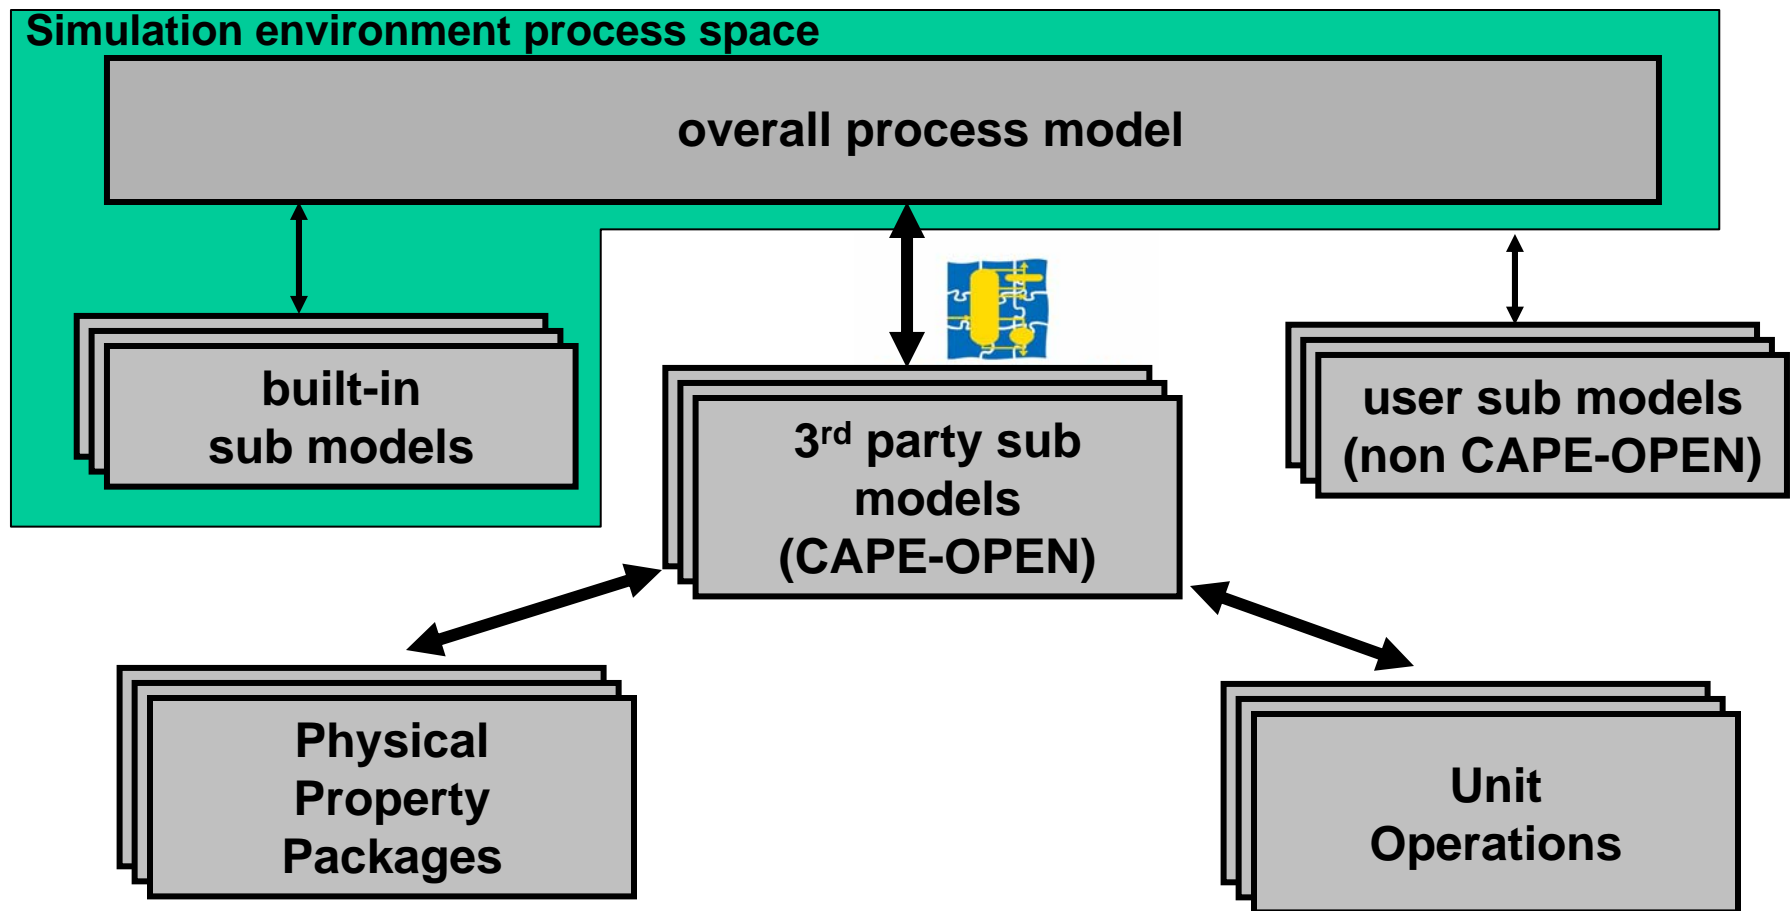 Simulation environment process space
overall process model
built-in
sub models
3rd party sub
models
(CAPE-OPEN)
user sub models
(non CAPE-OPEN)
Physical
Property
Packages
Unit
Operations